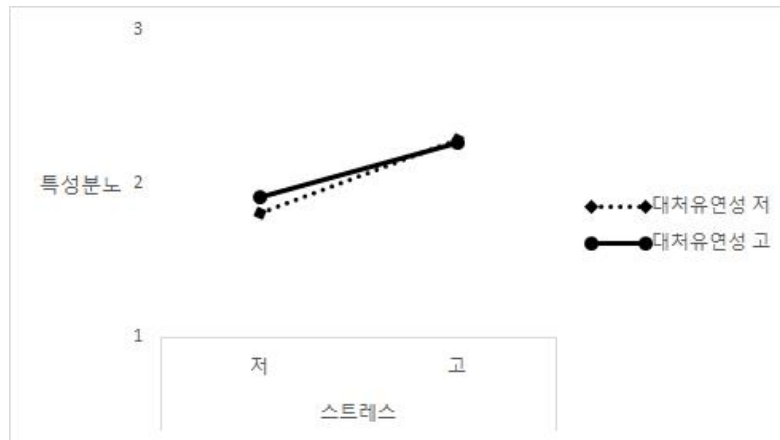 3
특성분노 2
1
저 고
스트레스
대처유연성 저
대처유연성 고